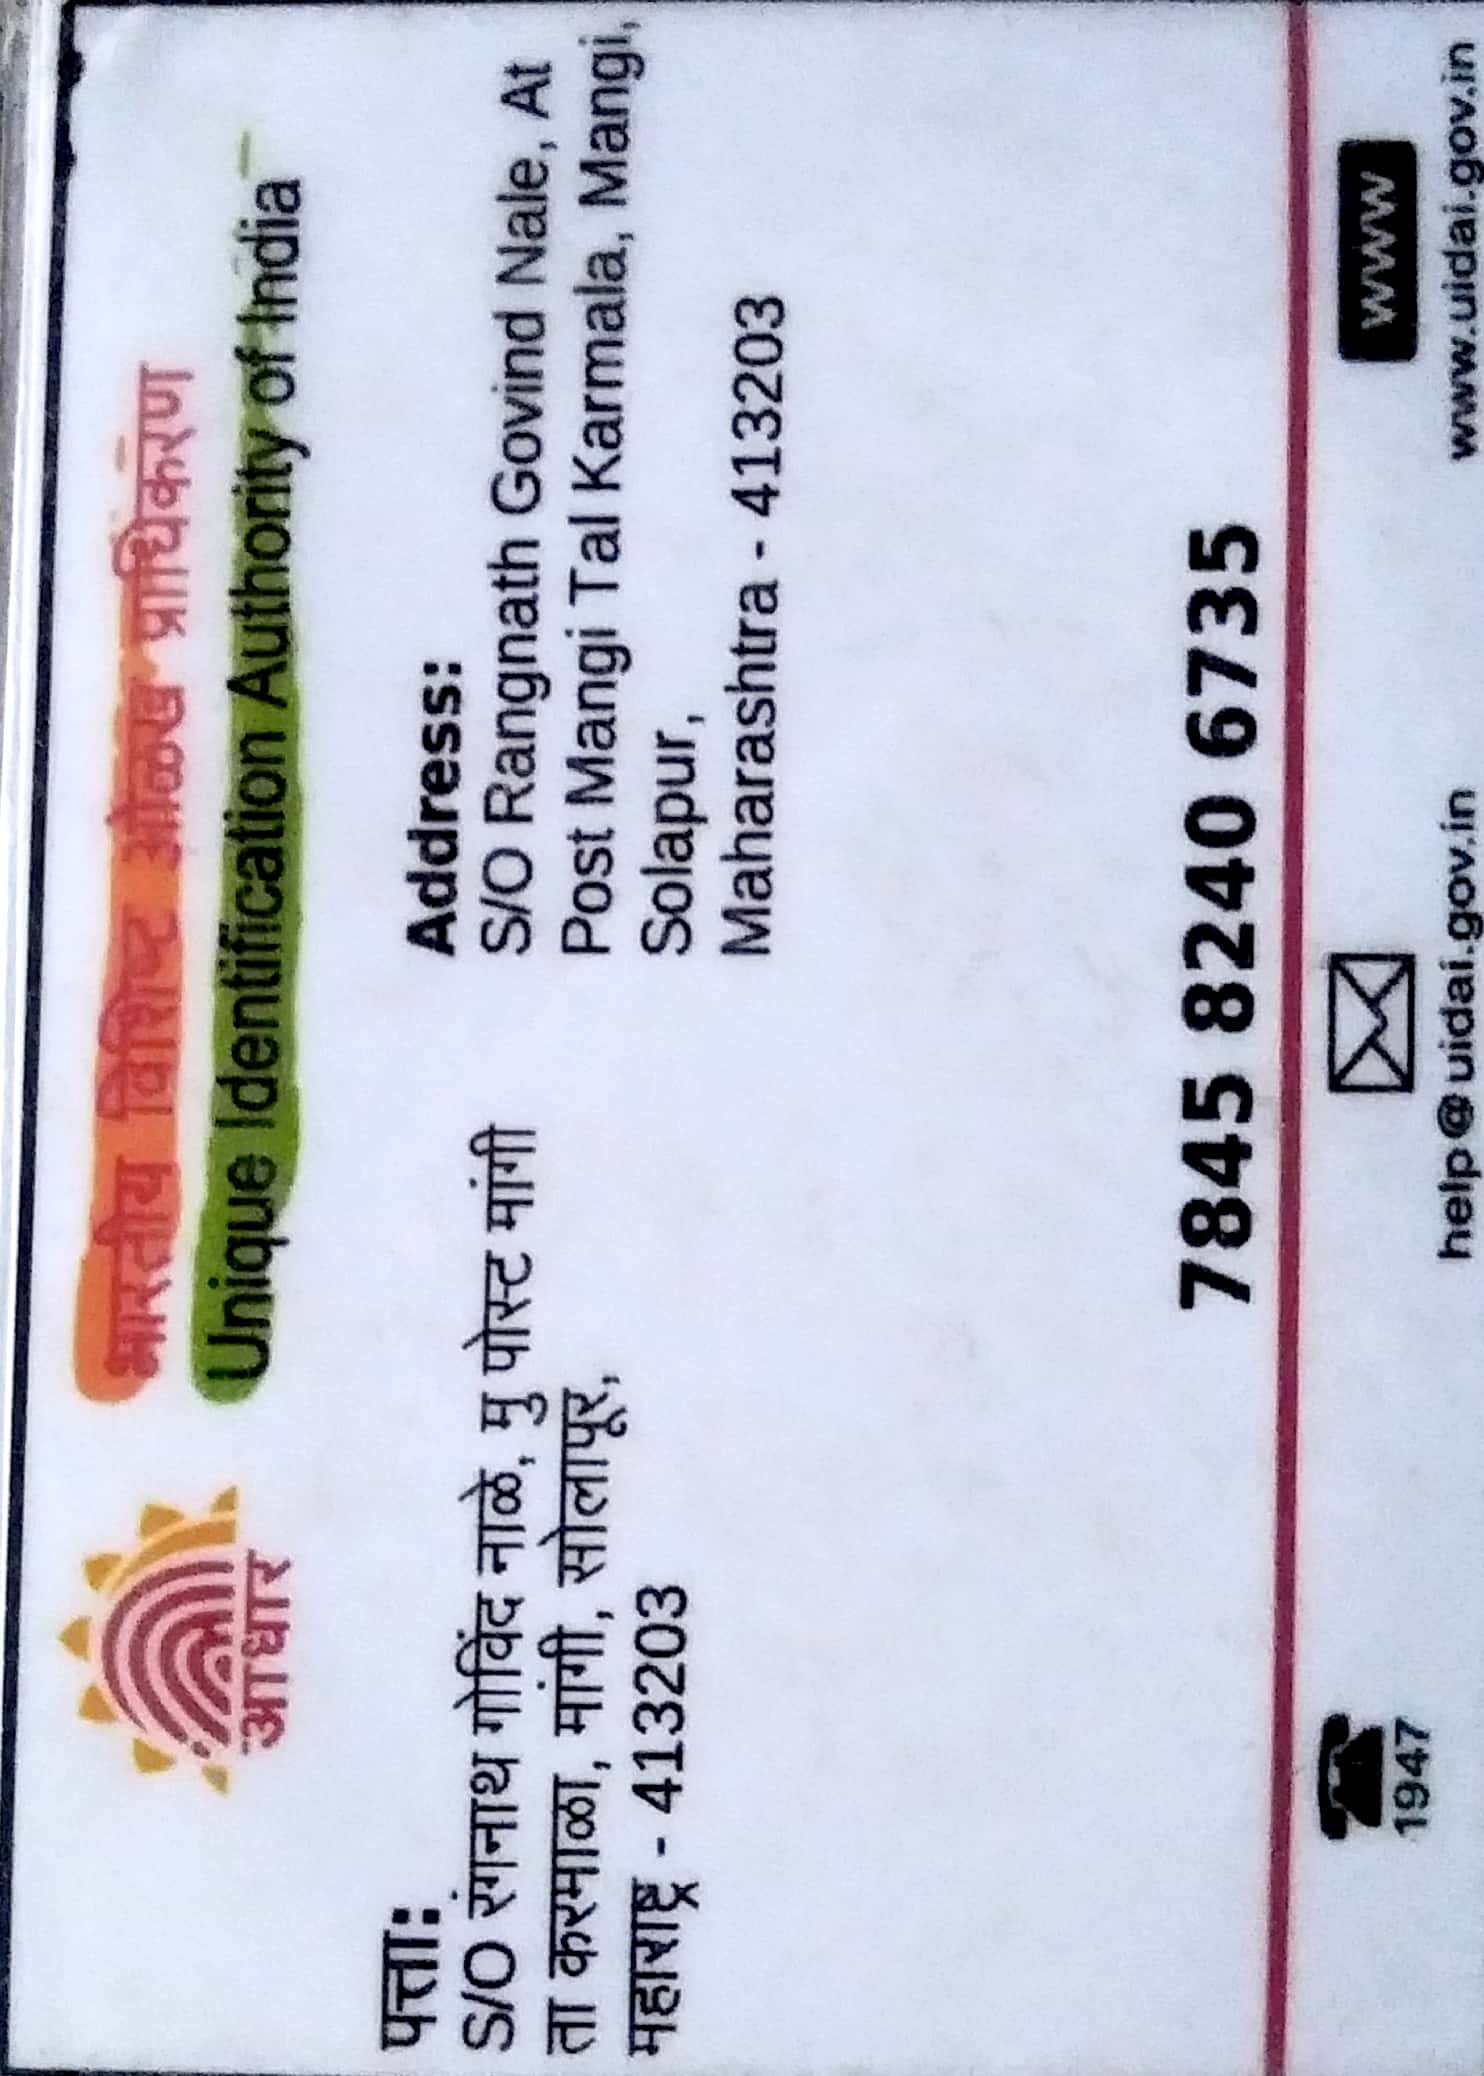 भारतीय विशिष्ट ओळख प्राधिकरण
Unique Identification Authority of India
आधार
पत्ता:
S/O रंगनाथ गोविंद नाळे, मु पोस्ट मांगी
ता करमाळा, मांगी, सोलापूर,
महाराष्ट्र - 413203
Address:
S/O Rangnath Govind Nale, At
Post Mangi Tal Karmala, Mangi,
Solapur,
Maharashtra - 413203
7845 8240 6735
1947
help@uidai.gov.in
www
www.uidai.gov.in